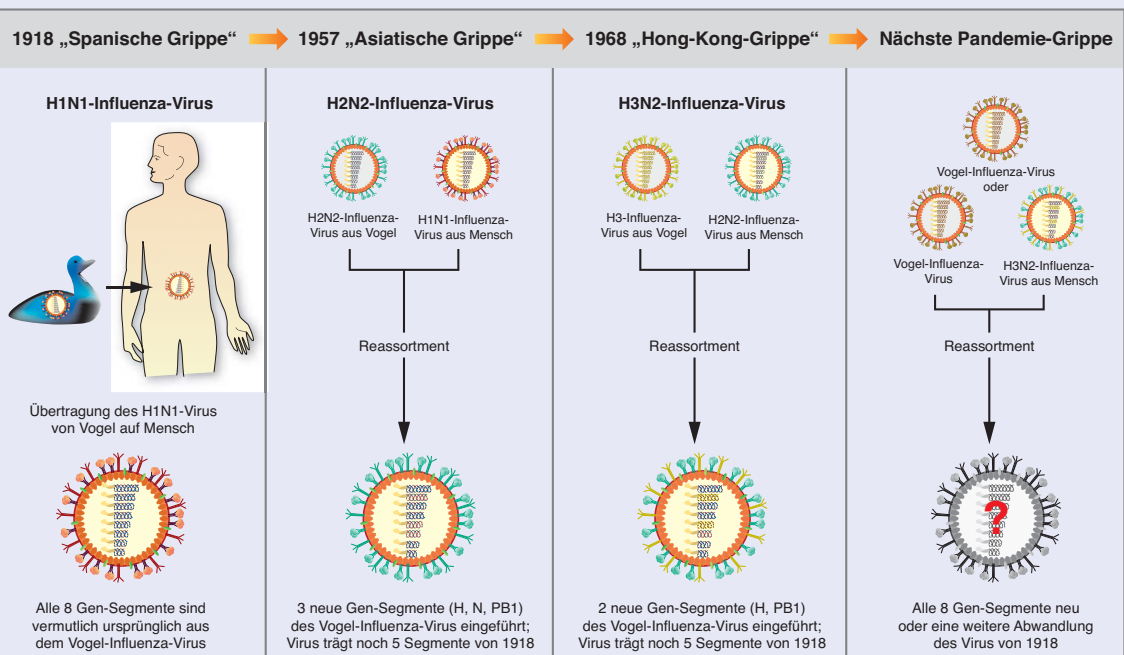 1918 „Spanische Grippe“
1957 „Asiatische Grippe“
1968 „Hong-Kong-Grippe“
Nächste Pandemie-Grippe
H1N1-Influenza-Virus
Übertragung des H1N1-Virus
von Vogel auf Mensch
Alle 8 Gen-Segmente sind
vermutlich ursprünglich aus
dem Vogel-Influenza-Virus
H2N2-Influenza-Virus
H2N2-Influenza-
Virus aus Vogel
H1N1-Influenza-
Virus aus Mensch
Reassortment
3 neue Gen-Segmente (H, N, PB1)
des Vogel-Influenza-Virus eingeführt;
Virus trägt noch 5 Segmente von 1918
H3N2-Influenza-Virus
H3-Influenza-
Virus aus Vogel
H2N2-Influenza-
Virus aus Mensch
Reassortment
2 neue Gen-Segmente (H, PB1)
des Vogel-Influenza-Virus eingeführt;
Virus trägt noch 5 Segmente von 1918
Vogel-Influenza-Virus
oder
Vogel-Influenza-
Virus
H3N2-Influenza-
Virus aus Mensch
Reassortment
?
Alle 8 Gen-Segmente neu
oder eine weitere Abwandlung
des Virus von 1918